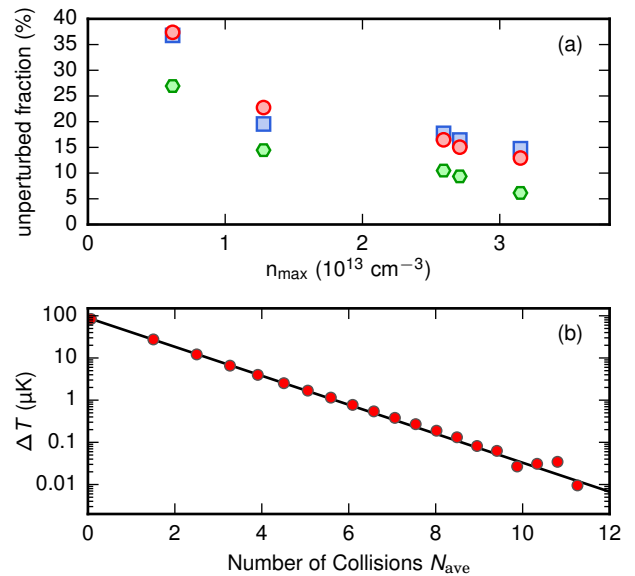 40
35
30
25
20
15
10
5
0
unperturbed fraction (%)
(a)
0 1 2 3
n_max (10^13 cm^−3)
100
10
1
0.1
0.01
Δ T (μK)
(b)
0 2 4 6 8 10 12
Number of Collisions N_ave